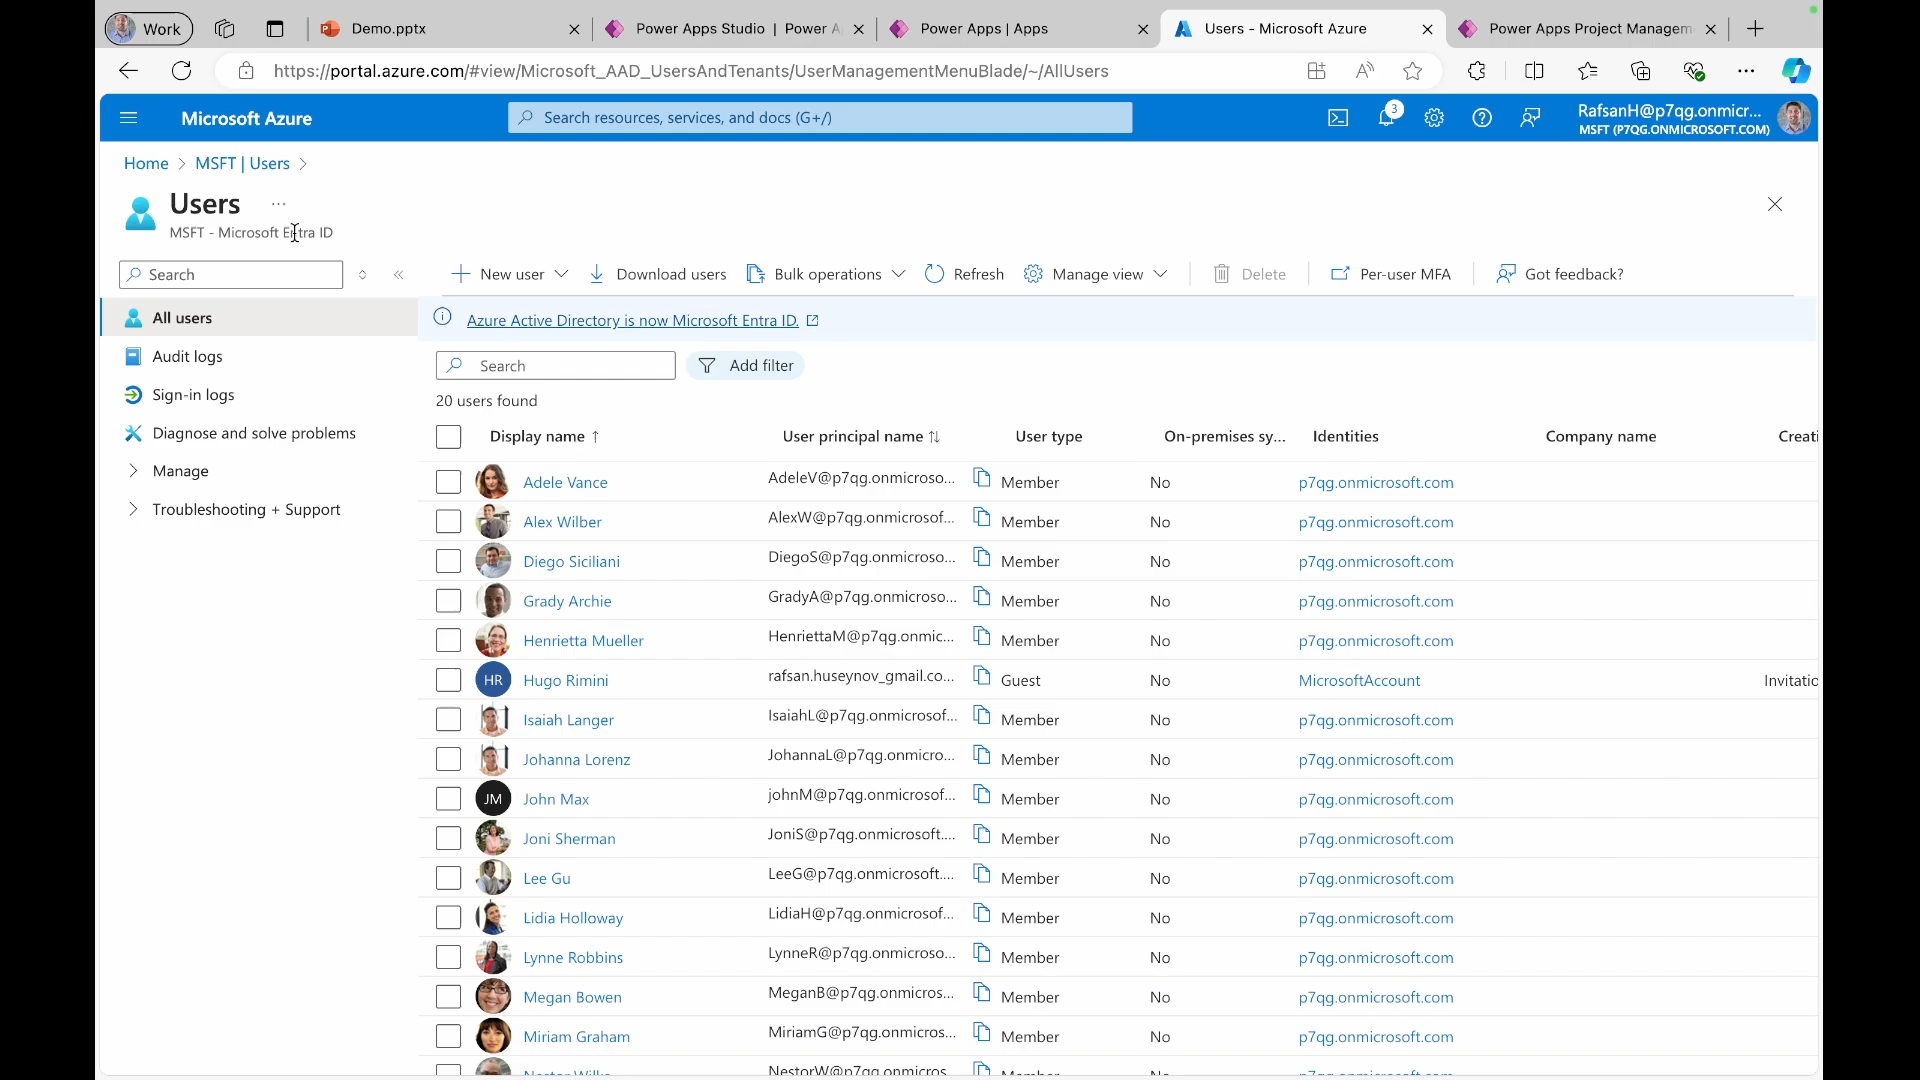 Work
Demo.pptx
Power Apps Studio | Power A
Power Apps | Apps
Users - Microsoft Azure
Power Apps Project Managem
https://portal.azure.com/#view/Microsoft_AAD_UsersAndTenants/UserManagementMenuBlade/~/AllUsers
Microsoft Azure
Search resources, services, and docs (G+/)
3
RafsanH@p7qg.onmicr...
MSFT (P7QG.ONMICROSOFT.COM)
Home > MSFT | Users >
Users ...
MSFT - Microsoft Entra ID
Search
New user
Download users
Bulk operations
Refresh
Manage view
Delete
Per-user MFA
Got feedback?
All users
Audit logs
Sign-in logs
Diagnose and solve problems
Manage
Troubleshooting + Support
Azure Active Directory is now Microsoft Entra ID.
Search
Add filter
20 users found
Display name ↑ User principal name ↑↓ User type On-premises sy... Identities Company name Creati
Adele Vance AdeleV@p7qg.onmicroso... Member No p7qg.onmicrosoft.com
Alex Wilber AlexW@p7qg.onmicrosof... Member No p7qg.onmicrosoft.com
Diego Siciliani DiegoS@p7qg.onmicroso... Member No p7qg.onmicrosoft.com
Grady Archie GradyA@p7qg.onmicroso... Member No p7qg.onmicrosoft.com
Henrietta Mueller HenriettaM@p7qg.onmic... Member No p7qg.onmicrosoft.com
HR Hugo Rimini rafsan.huseynov_gmail.co... Guest No MicrosoftAccount Invitatio
Isaiah Langer IsaiahL@p7qg.onmicrosof... Member No p7qg.onmicrosoft.com
Johanna Lorenz JohannaL@p7qg.onmicro... Member No p7qg.onmicrosoft.com
JM John Max johnM@p7qg.onmicrosof... Member No p7qg.onmicrosoft.com
Joni Sherman JoniS@p7qg.onmicrosoft.... Member No p7qg.onmicrosoft.com
Lee Gu LeeG@p7qg.onmicrosoft.... Member No p7qg.onmicrosoft.com
Lidia Holloway LidiaH@p7qg.onmicrosof... Member No p7qg.onmicrosoft.com
Lynne Robbins LynneR@p7qg.onmicroso... Member No p7qg.onmicrosoft.com
Megan Bowen MeganB@p7qg.onmicros... Member No p7qg.onmicrosoft.com
Miriam Graham MiriamG@p7qg.onmicros... Member No p7qg.onmicrosoft.com
NestorW@p7qg.onmicros